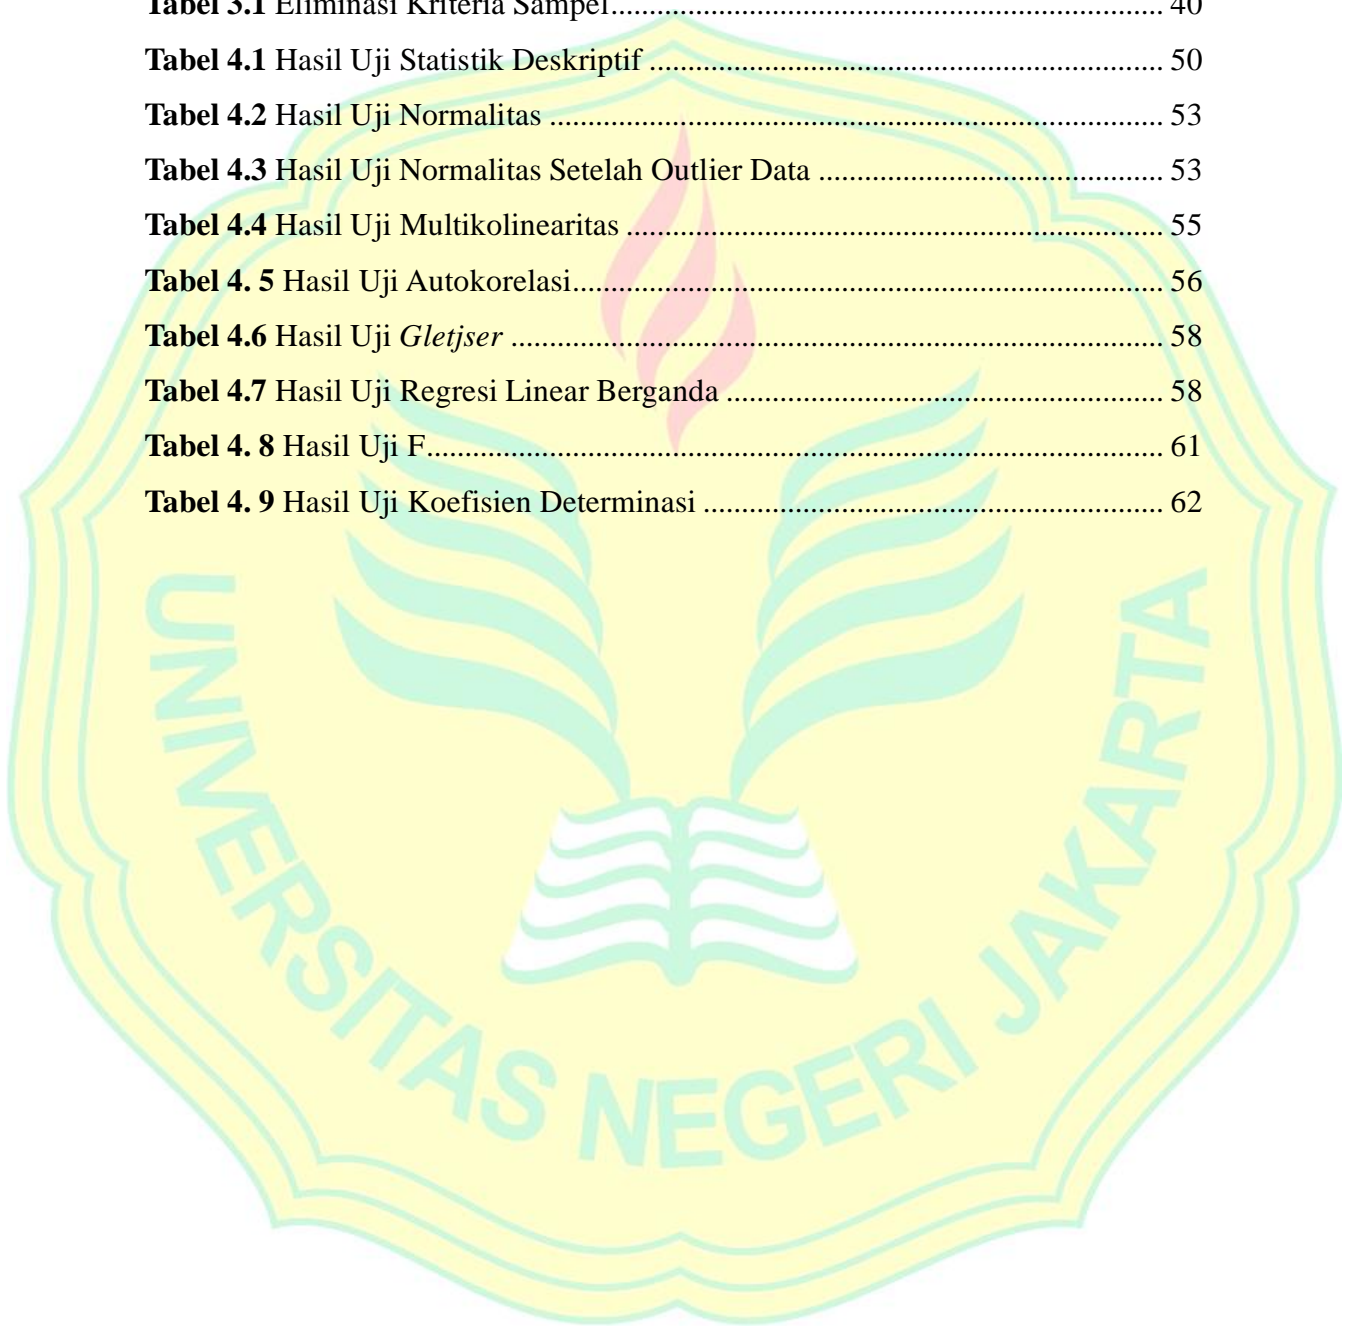 Tabel 3.1 Eliminasi Kriteria Sampel........................................................................ 40
Tabel 4.1 Hasil Uji Statistik Deskriptif ................................................................... 50
Tabel 4.2 Hasil Uji Normalitas ................................................................................ 53
Tabel 4.3 Hasil Uji Normalitas Setelah Outlier Data ............................................. 53
Tabel 4.4 Hasil Uji Multikolinearitas ...................................................................... 55
Tabel 4. 5 Hasil Uji Autokorelasi............................................................................. 56
Tabel 4.6 Hasil Uji Gletjser ..................................................................................... 58
Tabel 4.7 Hasil Uji Regresi Linear Berganda ......................................................... 58
Tabel 4. 8 Hasil Uji F................................................................................................ 61
Tabel 4. 9 Hasil Uji Koefisien Determinasi ............................................................ 62
UNIVERSITAS NEGERI JAKARTA